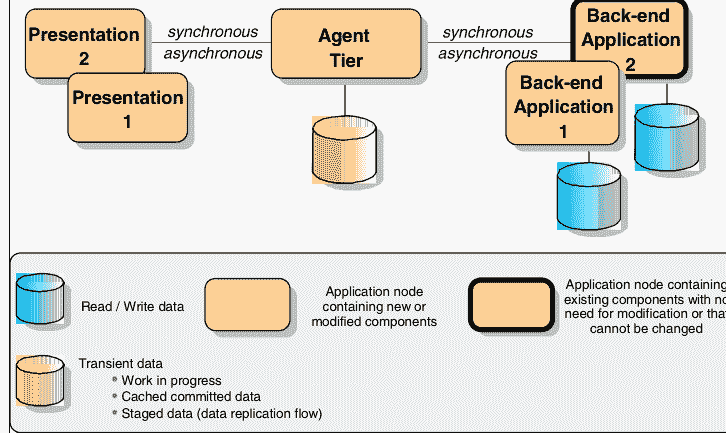 Presentation
2
Presentation
1
synchronous
asynchronous
Agent
Tier
synchronous
asynchronous
Back-end
Application
2
Back-end
Application
1
Read / Write data
Application node
containing new or
modified components
Application node containing
existing components with no
need for modification or that
cannot be changed
Transient data
* Work in progress
* Cached committed data
* Staged data (data replication flow)